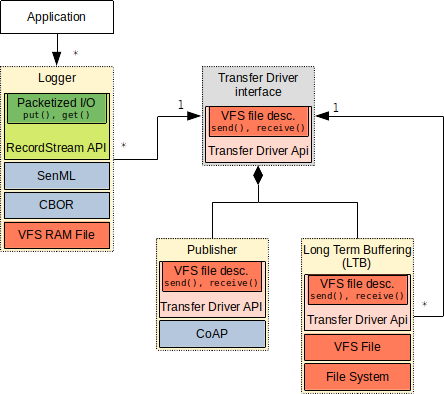 Application
*
Logger
Packetized I/O
put(), get()
RecordStream API
SenML
CBOR
VFS RAM File
*
1
Transfer Driver
interface
VFS file desc.
send(), receive()
Transfer Driver Api
1
Publisher
VFS file desc.
send(), receive()
Transfer Driver API
CoAP
Long Term Buffering
(LTB)
VFS file desc.
send(), receive()
Transfer Driver Api
VFS File
File System
*